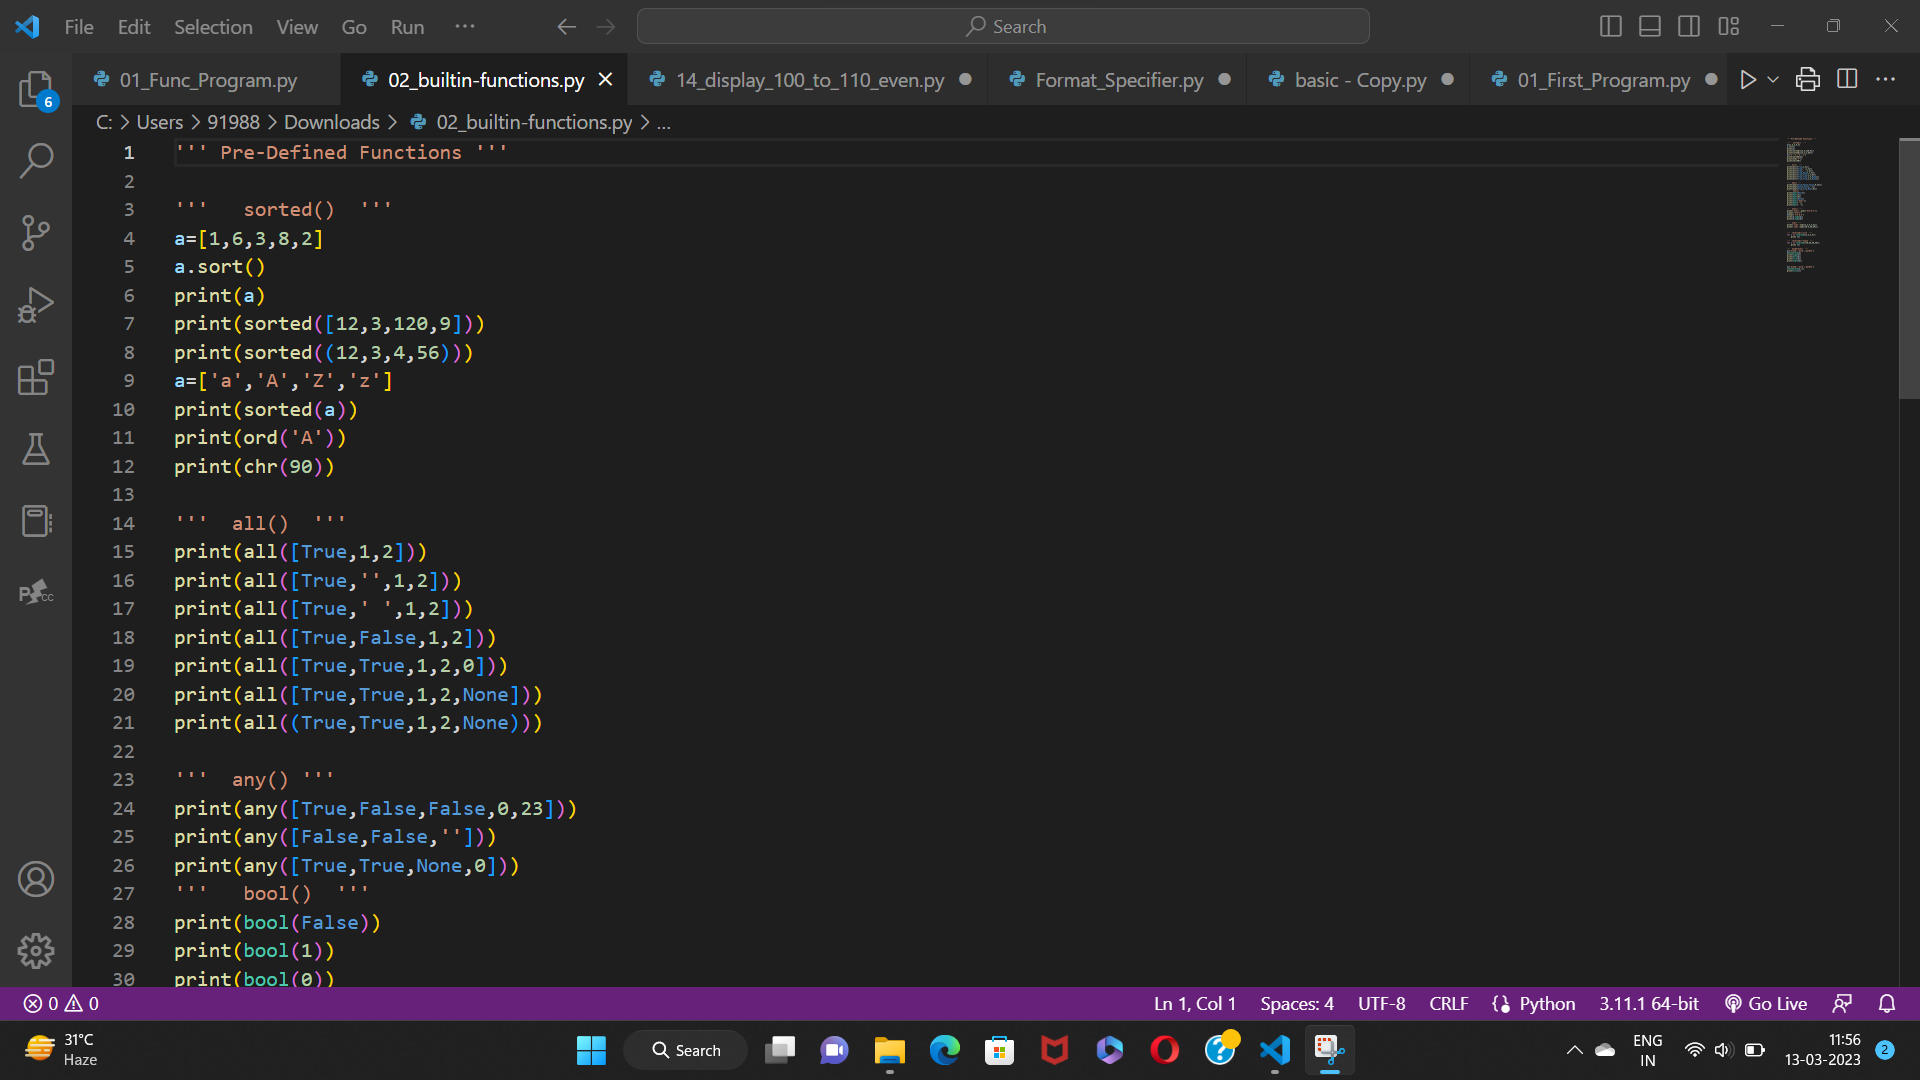 File Edit Selection View Go Run ··· Search
01_Func_Program.py 02_builtin-functions.py 14_display_100_to_110_even.py Format_Specifier.py basic - Copy.py 01_First_Program.py
6
C: > Users > 91988 > Downloads > 02_builtin-functions.py > ...
1 ''' Pre-Defined Functions '''
2
3 '''   sorted()  '''
4 a=[1,6,3,8,2]
5 a.sort()
6 print(a)
7 print(sorted([12,3,120,9]))
8 print(sorted((12,3,4,56)))
9 a=['a','A','Z','z']
10 print(sorted(a))
11 print(ord('A'))
12 print(chr(90))
13
14 '''  all()  '''
15 print(all([True,1,2]))
16 print(all([True,'',1,2]))
17 print(all([True,' ',1,2]))
18 print(all([True,False,1,2]))
19 print(all([True,True,1,2,0]))
20 print(all([True,True,1,2,None]))
21 print(all((True,True,1,2,None)))
22
23 '''  any() '''
24 print(any([True,False,False,0,23]))
25 print(any([False,False,'']))
26 print(any([True,True,None,0]))
27 '''   bool()  '''
28 print(bool(False))
29 print(bool(1))
30 print(bool(0))
0 0 Ln 1, Col 1 Spaces: 4 UTF-8 CRLF Python 3.11.1 64-bit Go Live
31°C
Haze
Search
ENG
IN
11:56
13-03-2023
2